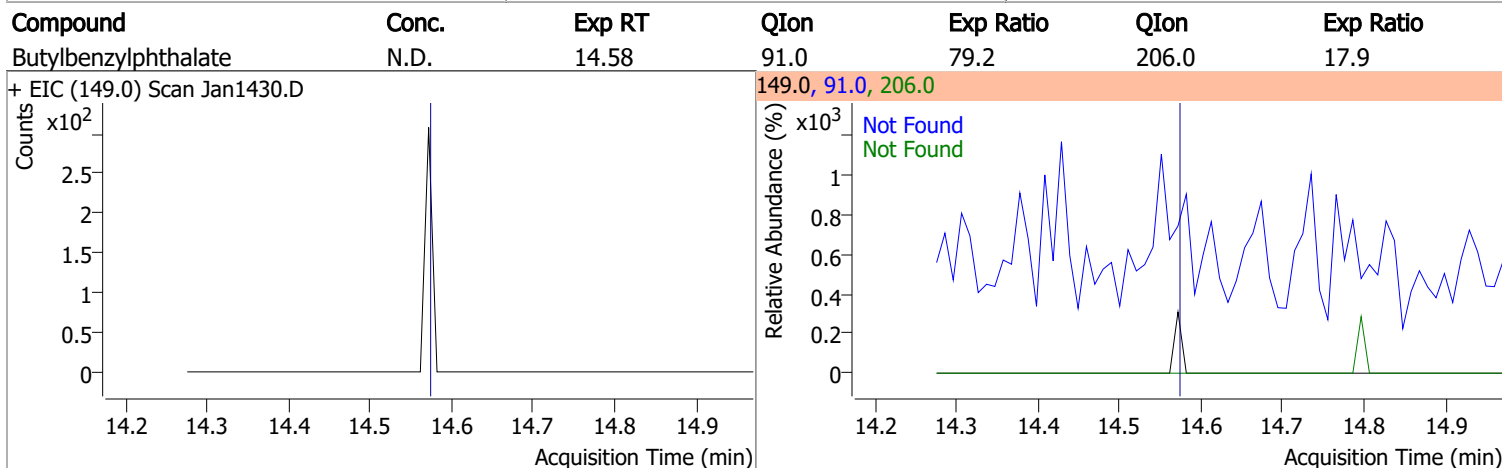 Compound Conc. Exp RT QIon Exp Ratio QIon Exp Ratio
Butylbenzylphthalate N.D. 14.58 91.0 79.2 206.0 17.9
+ EIC (149.0) Scan Jan1430.D
Counts
x10²
2.5
2
1.5
1
0.5
0
14.2 14.3 14.4 14.5 14.6 14.7 14.8 14.9
Acquisition Time (min)
149.0, 91.0, 206.0
Relative Abundance (%)
x10³
Not Found
Not Found
1
0.8
0.6
0.4
0.2
0
14.2 14.3 14.4 14.5 14.6 14.7 14.8 14.9
Acquisition Time (min)